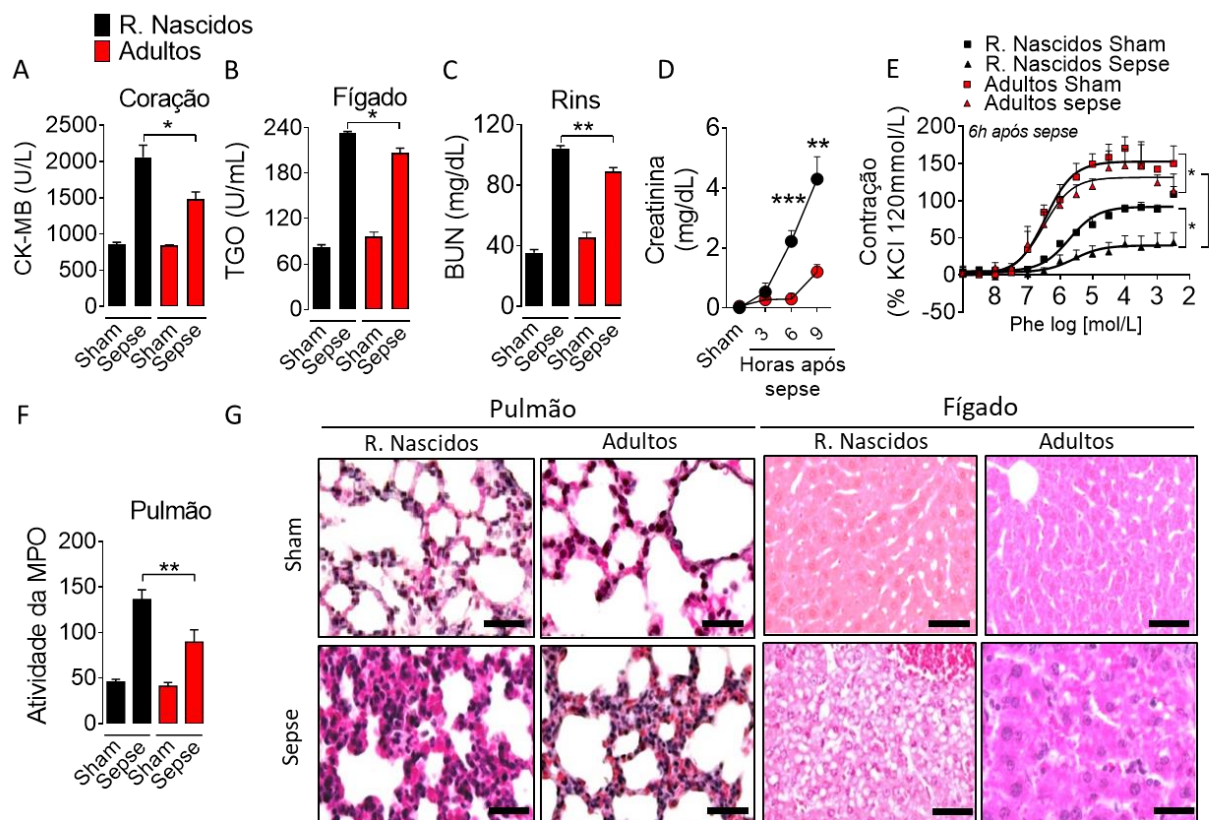 R. Nascidos
Adultos
A
Coração
CK-MB (U/L)
2500
2000
1500
1000
500
0
*
Sham
Sepse
Sham
Sepse
B
Fígado
TGO (U/mL)
240
180
120
60
0
*
Sham
Sepse
Sham
Sepse
C
Rins
BUN (mg/dL)
120
80
40
0
**
Sham
Sepse
Sham
Sepse
D
Creatinina
(mg/dL)
6
4
2
0
***
**
Sham
3
6
9
Horas após
sepse
E
R. Nascidos Sham
R. Nascidos Sepse
Adultos Sham
Adultos sepse
6h após sepse
Contração
(% KCl 120mmol/L)
200
150
100
50
0
-50
8 7 6 5 4 3 2
Phe log [mol/L]
*
*
F
Pulmão
Atividade da MPO
200
150
100
50
0
**
Sham
Sepse
Sham
Sepse
G
Pulmão
Fígado
R. Nascidos
Adultos
R. Nascidos
Adultos
Sham
Sepse